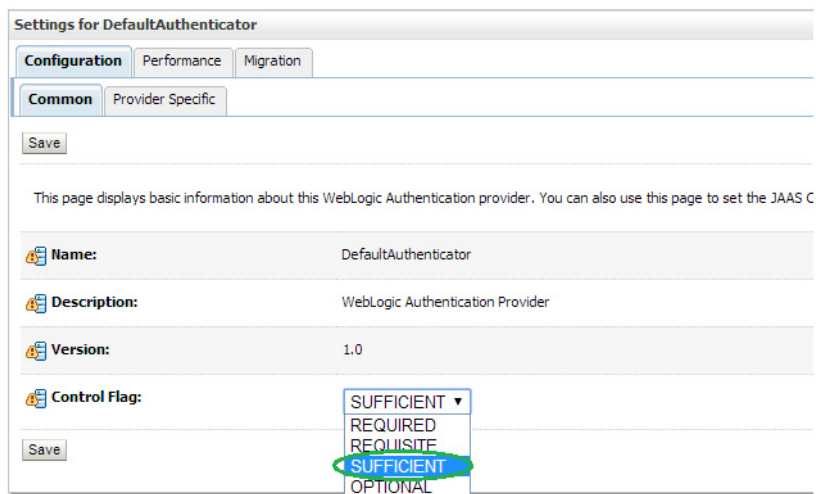 Settings for DefaultAuthenticator
Configuration Performance Migration
Common Provider Specific
Save
This page displays basic information about this WebLogic Authentication provider. You can also use this page to set the JAAS C
Name: DefaultAuthenticator
Description: WebLogic Authentication Provider
Version: 1.0
Control Flag: SUFFICIENT
REQUIRED
REQUISITE
Save
SUFFICIENT
OPTIONAL